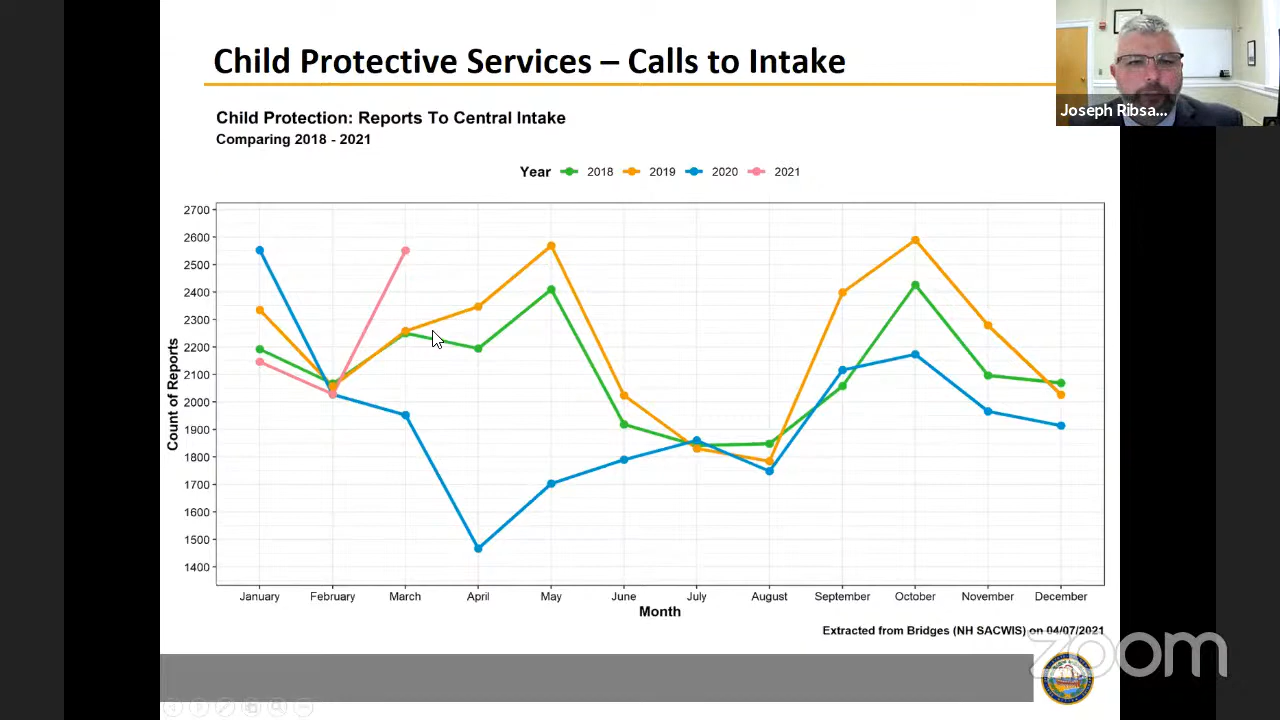 Child Protective Services – Calls to Intake
Joseph Ribsa...
Child Protection: Reports To Central Intake
Comparing 2018 - 2021
Year 2018 2019 2020 2021
2700
2600
2500
2400
2300
2200
2100
2000
1900
1800
1700
1600
1500
1400
Count of Reports
January February March April May June July August September October November December
Month
Extracted from Bridges (NH SACWIS) on 04/07/2021
zoom